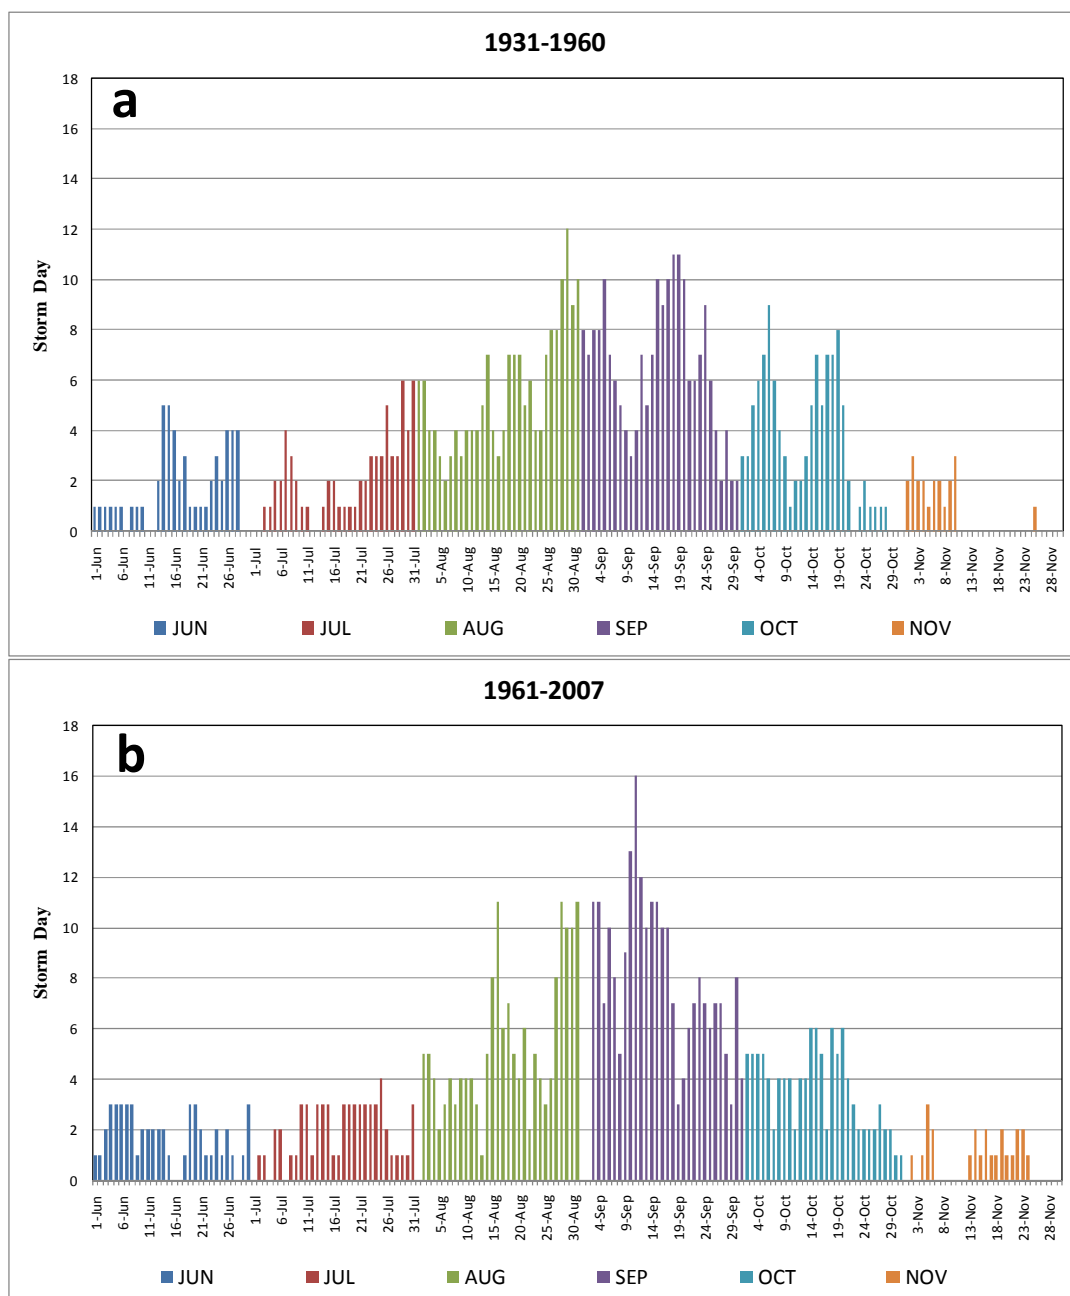 1931-1960
a
Storm Day
18
16
14
12
10
8
6
4
2
0
1-Jun 6-Jun 11-Jun 16-Jun 21-Jun 26-Jun 1-Jul 6-Jul 11-Jul 16-Jul 21-Jul 26-Jul 31-Jul 5-Aug 10-Aug 15-Aug 20-Aug 25-Aug 30-Aug 4-Sep 9-Sep 14-Sep 19-Sep 24-Sep 29-Sep 4-Oct 9-Oct 14-Oct 19-Oct 24-Oct 29-Oct 3-Nov 8-Nov 13-Nov 18-Nov 23-Nov 28-Nov
JUN JUL AUG SEP OCT NOV
1961-2007
b
Storm Day
18
16
14
12
10
8
6
4
2
0
1-Jun 6-Jun 11-Jun 16-Jun 21-Jun 26-Jun 1-Jul 6-Jul 11-Jul 16-Jul 21-Jul 26-Jul 31-Jul 5-Aug 10-Aug 15-Aug 20-Aug 25-Aug 30-Aug 4-Sep 9-Sep 14-Sep 19-Sep 24-Sep 29-Sep 4-Oct 9-Oct 14-Oct 19-Oct 24-Oct 29-Oct 3-Nov 8-Nov 13-Nov 18-Nov 23-Nov 28-Nov
JUN JUL AUG SEP OCT NOV